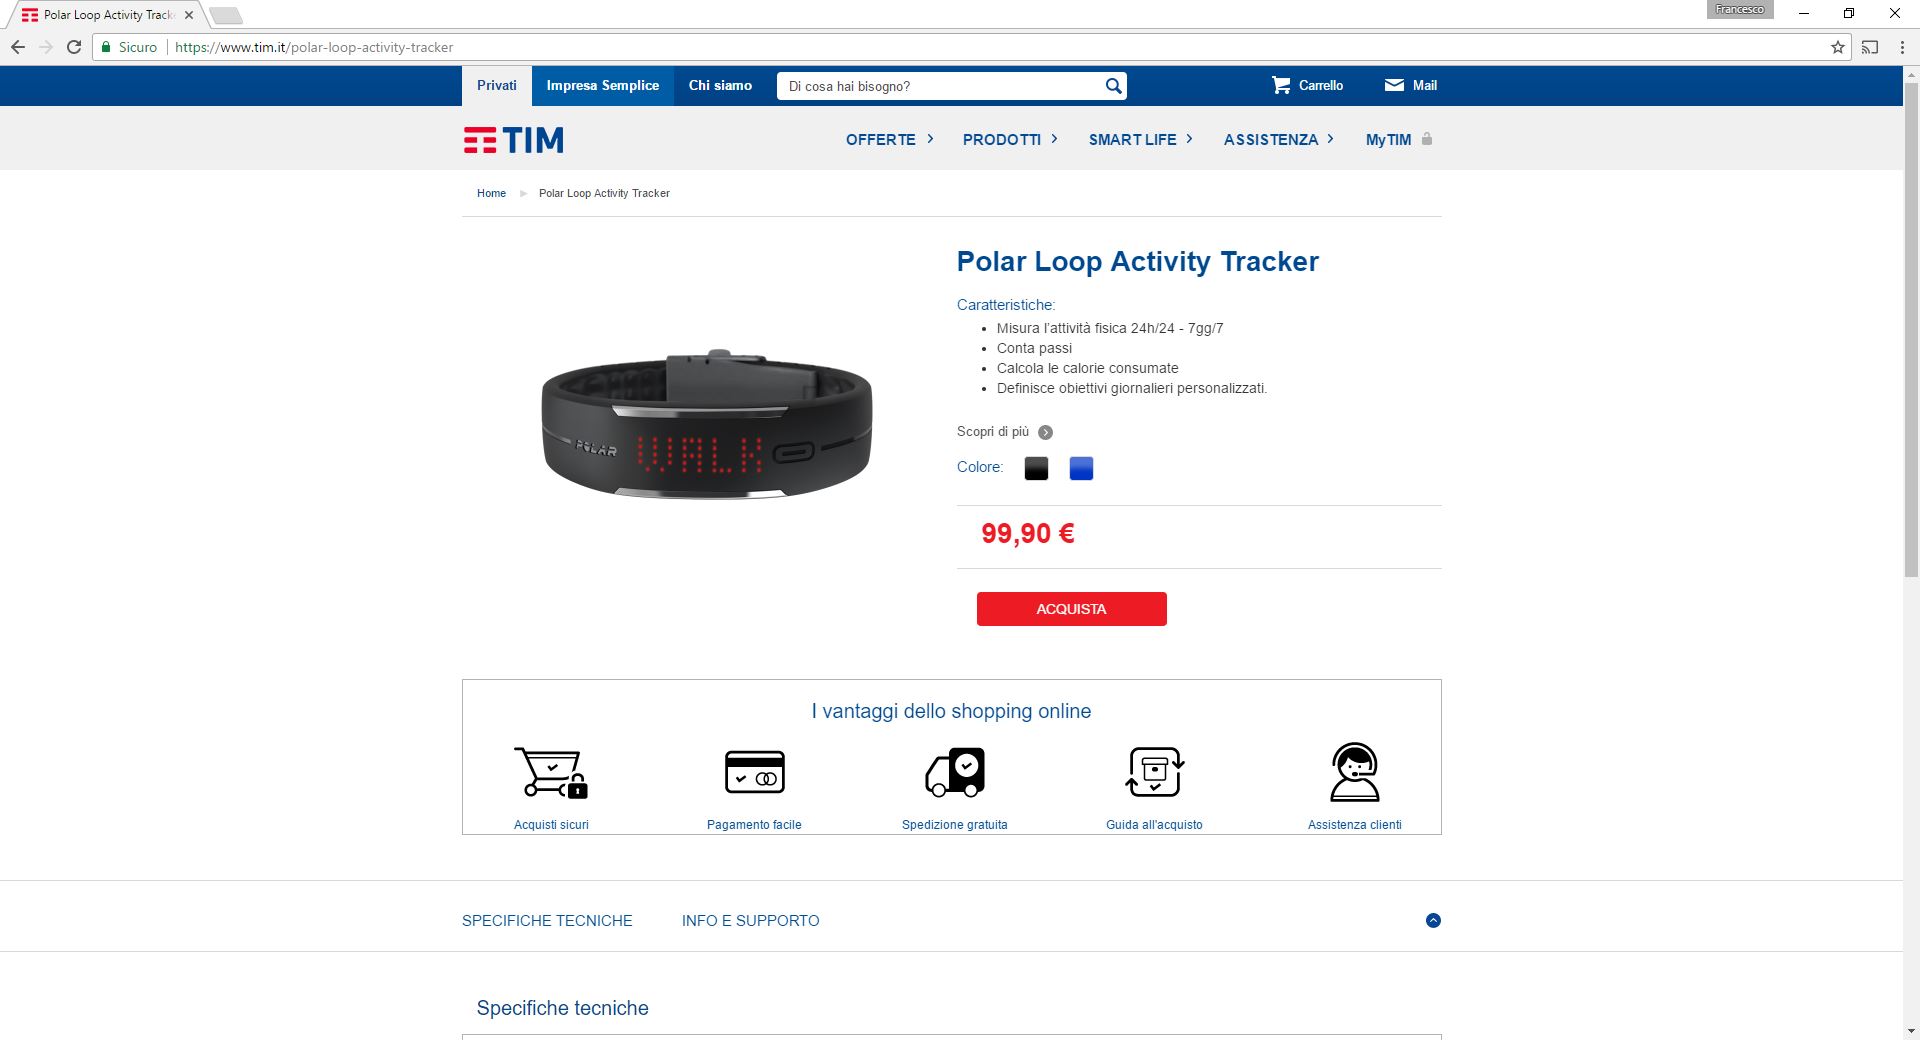 Polar Loop Activity Track
Francesco
Sicuro
https://www.tim.it/polar-loop-activity-tracker
Privati
Impresa Semplice
Chi siamo
Di cosa hai bisogno?
Carrello
Mail
TIM
OFFERTE
PRODOTTI
SMART LIFE
ASSISTENZA
MyTIM
Home
Polar Loop Activity Tracker
Polar Loop Activity Tracker
Caratteristiche:
Misura l'attività fisica 24h/24 - 7gg/7
Conta passi
Calcola le calorie consumate
Definisce obiettivi giornalieri personalizzati.
POLAR
WALK
Scopri di più
Colore:
99,90 €
ACQUISTA
I vantaggi dello shopping online
Acquisti sicuri
Pagamento facile
Spedizione gratuita
Guida all'acquisto
Assistenza clienti
SPECIFICHE TECNICHE
INFO E SUPPORTO
Specifiche tecniche